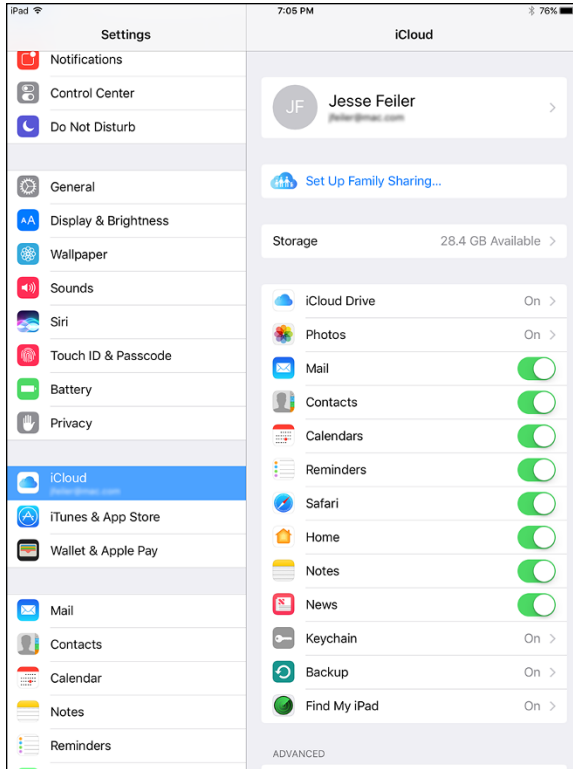 iPad 7:05 PM 76%
Settings
Notifications
Control Center
Do Not Disturb
General
AA Display & Brightness
Wallpaper
Sounds
Siri
Touch ID & Passcode
Battery
Privacy
iCloud
iTunes & App Store
Wallet & Apple Pay
Mail
Contacts
Calendar
Notes
Reminders
iCloud
JF Jesse Feiler
Set Up Family Sharing...
Storage 28.4 GB Available
iCloud Drive On
Photos On
Mail
Contacts
Calendars
Reminders
Safari
Home
Notes
News
Keychain On
Backup On
Find My iPad On
ADVANCED